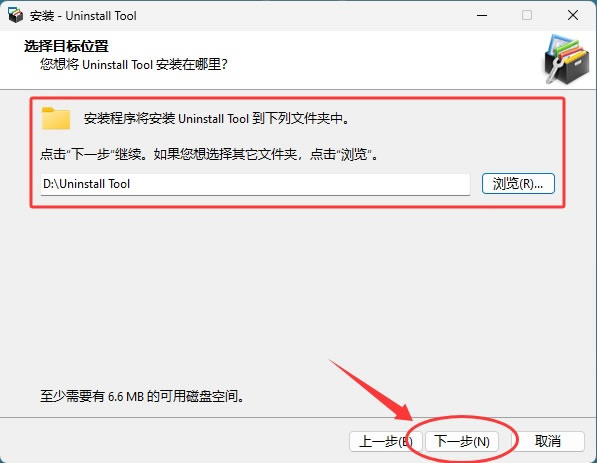 安装 - Uninstall Tool
选择目标位置
您想将 Uninstall Tool 安装在哪里？
安装程序将安装 Uninstall Tool 到下列文件夹中。
点击“下一步”继续。如果您想选择其它文件夹，点击“浏览”。
D:\Uninstall Tool
浏览(R)...
至少需要有 6.6 MB 的可用磁盘空间。
上一步(B)
下一步(N)
取消